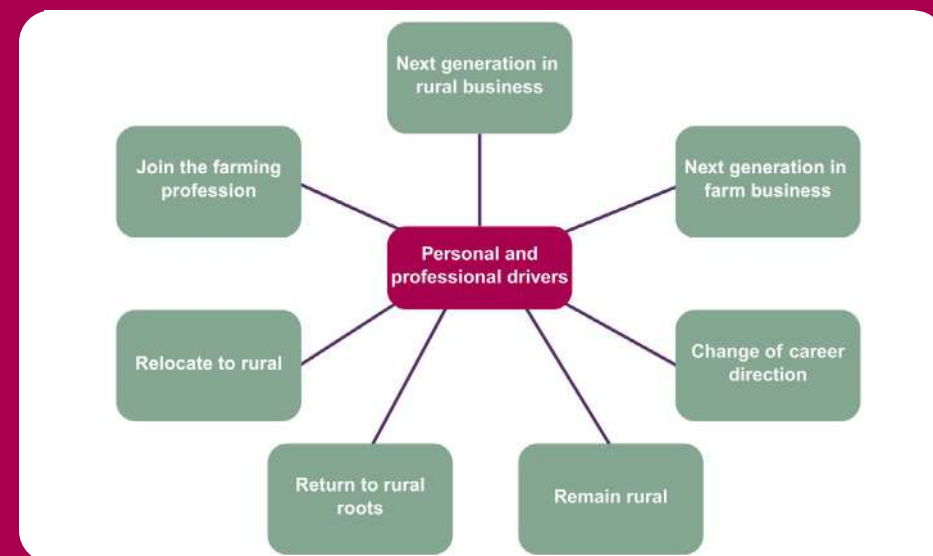 Next generation in
rural business
Join the farming
profession
Next generation in
farm business
Personal and
professional drivers
Relocate to rural
Change of career
direction
Return to rural
roots
Remain rural